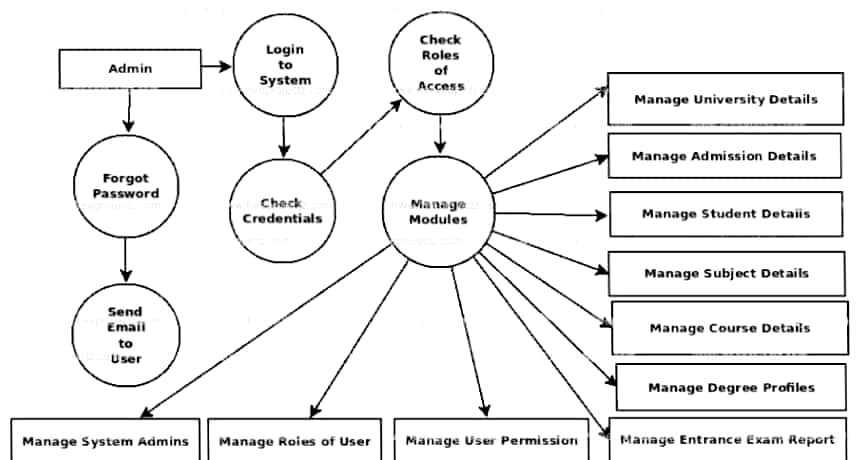 Admin
Login
to
System
Check
Roles
of
Access
Manage University Details
Manage Admission Details
Forgot
Password
Check
Credentials
Manage
Modules
Manage Student Details
Manage Subject Details
Send
Email
to
User
Manage Course Details
Manage Degree Profiles
Manage System Admins
Manage Roles of User
Manage User Permission
Manage Entrance Exam Report